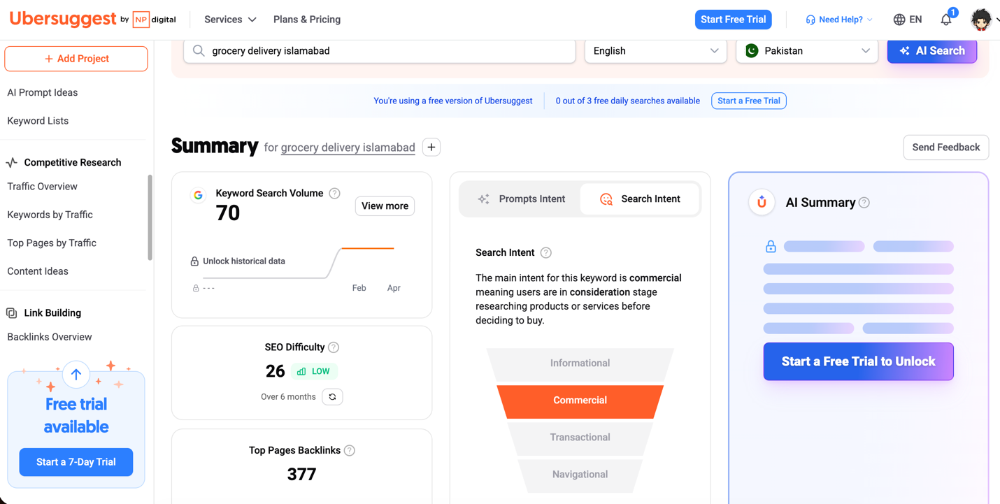 Ubersuggest by NP digital
Services
Plans & Pricing
Start Free Trial
Need Help?
EN
1
+ Add Project
AI Prompt Ideas
Keyword Lists
Competitive Research
Traffic Overview
Keywords by Traffic
Top Pages by Traffic
Content Ideas
Link Building
Backlinks Overview
Free trial
available
Start a 7-Day Trial
grocery delivery islamabad
English
Pakistan
AI Search
You're using a free version of Ubersuggest
0 out of 3 free daily searches available
Start a Free Trial
Summary for grocery delivery islamabad +
Send Feedback
G
Keyword Search Volume ?
70
View more
Unlock historical data
---
Feb
Apr
SEO Difficulty ?
26 LOW
Over 6 months
Top Pages Backlinks ?
377
Prompts Intent
Search Intent
Search Intent ?
The main intent for this keyword is commercial
meaning users are in consideration stage
researching products or services before
deciding to buy.
Informational
Commercial
Transactional
Navigational
AI Summary ?
Start a Free Trial to Unlock